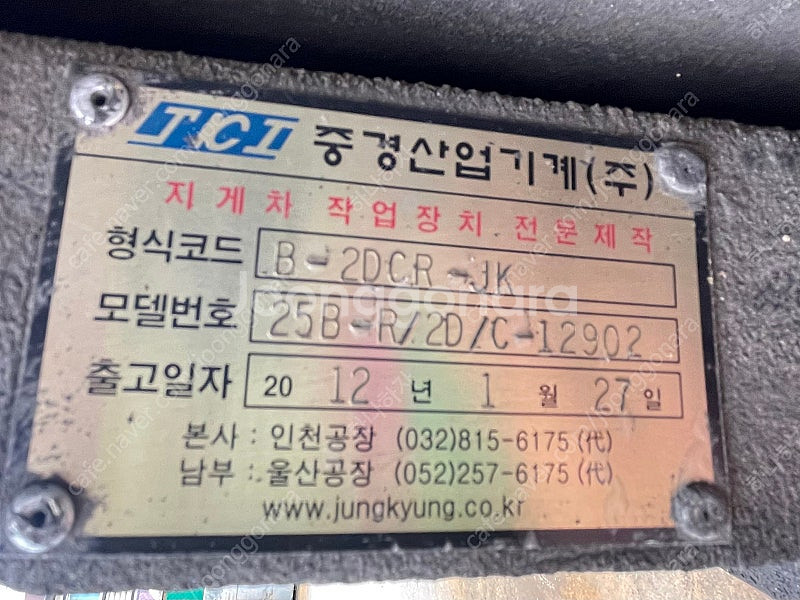 TCI 중경산업기계(주)
지게차 작업장치 전문제작
형식코드 B-2DCR-JK
모델번호 25B-R/2D/C-12902
출고일자 20 12 년 1 월 27 일
본사 : 인천공장 (032)815-6175 (代)
남부 : 울산공장 (052)257-6175 (代)
www.jungkyung.co.kr
Joonggonara